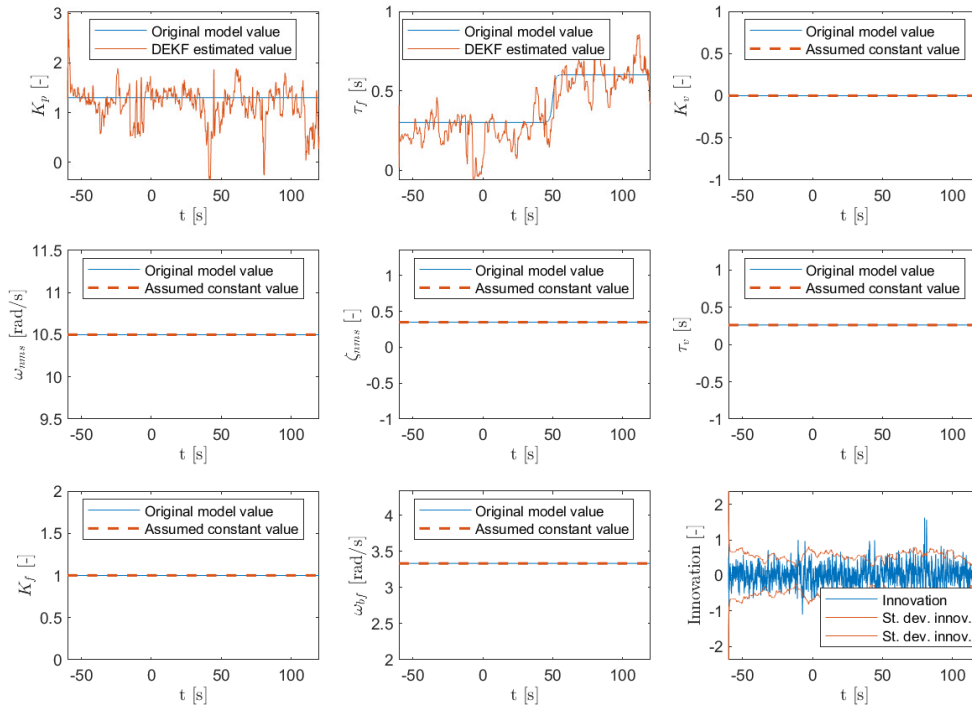 3
2
1
0
K_p [-]
Original model value
DEKF estimated value
-50 0 50 100
t [s]
1
0.5
0
τ_f [s]
Original model value
DEKF estimated value
-50 0 50 100
t [s]
1
0.5
0
-0.5
-1
K_v [-]
Original model value
Assumed constant value
-50 0 50 100
t [s]
11.5
11
10.5
10
9.5
ω_nms [rad/s]
Original model value
Assumed constant value
-50 0 50 100
t [s]
1
0.5
0
-0.5
-1
ζ_nms [-]
Original model value
Assumed constant value
-50 0 50 100
t [s]
1
0.5
0
-0.5
-1
τ_v [s]
Original model value
Assumed constant value
-50 0 50 100
t [s]
2
1.5
1
0.5
0
K_f [-]
Original model value
Assumed constant value
-50 0 50 100
t [s]
4
3.5
3
2.5
2
ω_bf [rad/s]
Original model value
Assumed constant value
-50 0 50 100
t [s]
2
1
0
-1
-2
Innovation [-]
Innovation
St. dev. innov.
St. dev. innov.
-50 0 50 100
t [s]